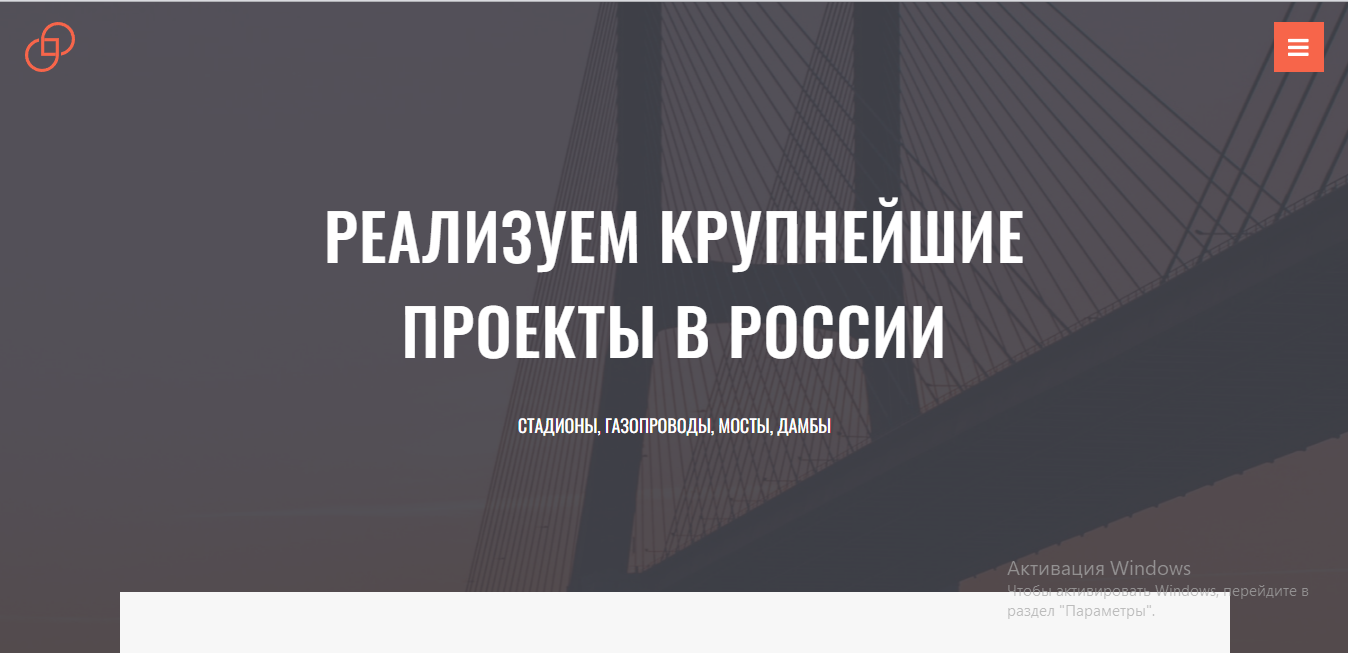 РЕАЛИЗУЕМ КРУПНЕЙШИЕ
ПРОЕКТЫ В РОССИИ
СТАДИОНЫ, ГАЗОПРОВОДЫ, МОСТЫ, ДАМБЫ
Активация Windows
Чтобы активировать Windows, перейдите в
раздел "Параметры".